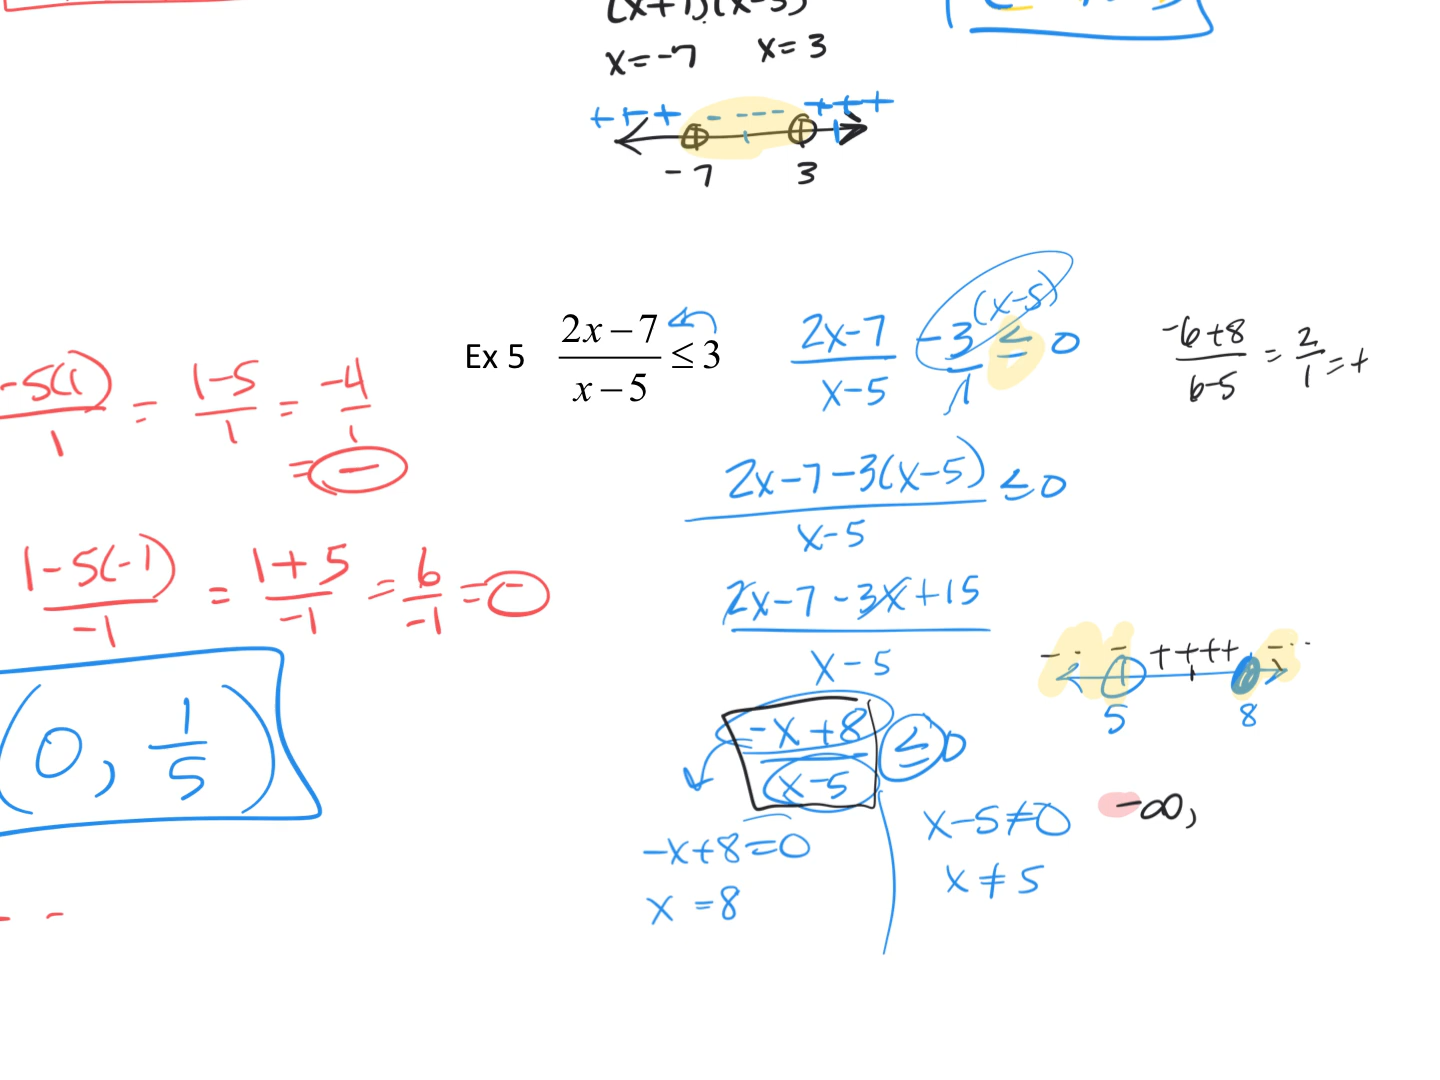 (x+7)(x-3)
x=-7   x=3
+++ - ---- +++
-7   3
-5(1)/1 = 1-5/1 = -4/1
= -
1-5(-1)/-1 = 1+5/-1 = 6/-1 = -
(0, 1/5)
- -
Ex 5   2x-7/x-5 ≤ 3
2x-7/x-5 -3(x-5)/1 ≤ 0
-6+8/6-5 = 2/1 = +
2x-7-3(x-5)/x-5 ≤ 0
2x-7-3x+15/x-5
-x+8/x-5 ≤ 0
-x+8=0
x=8
x-5≠0
x≠5
- - - ++++ - - -
5   8
-∞,